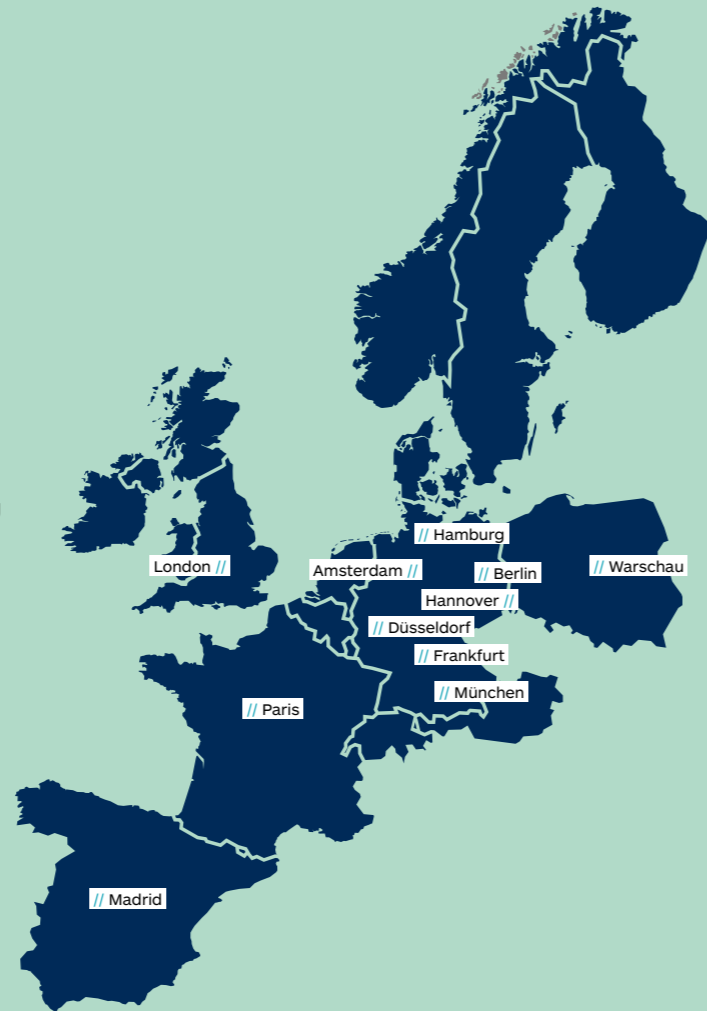 // Hamburg
London //
Amsterdam //
// Berlin
// Warschau
Hannover //
// Düsseldorf
// Frankfurt
// München
// Paris
// Madrid